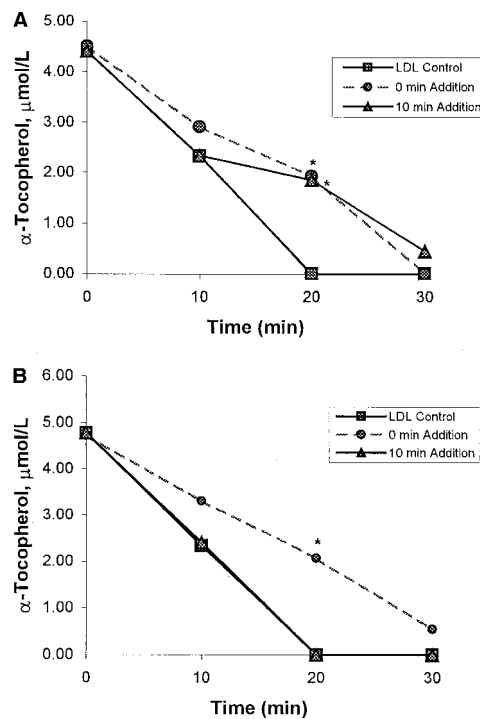 A
5.00
4.00
3.00
2.00
1.00
0.00
α-Tocopherol, μmol/L
LDL Control
0 min Addition
10 min Addition
*
*
0 10 20 30
Time (min)
B
6.00
5.00
4.00
3.00
2.00
1.00
0.00
α-Tocopherol, μmol/L
LDL Control
0 min Addition
10 min Addition
*
0 10 20 30
Time (min)